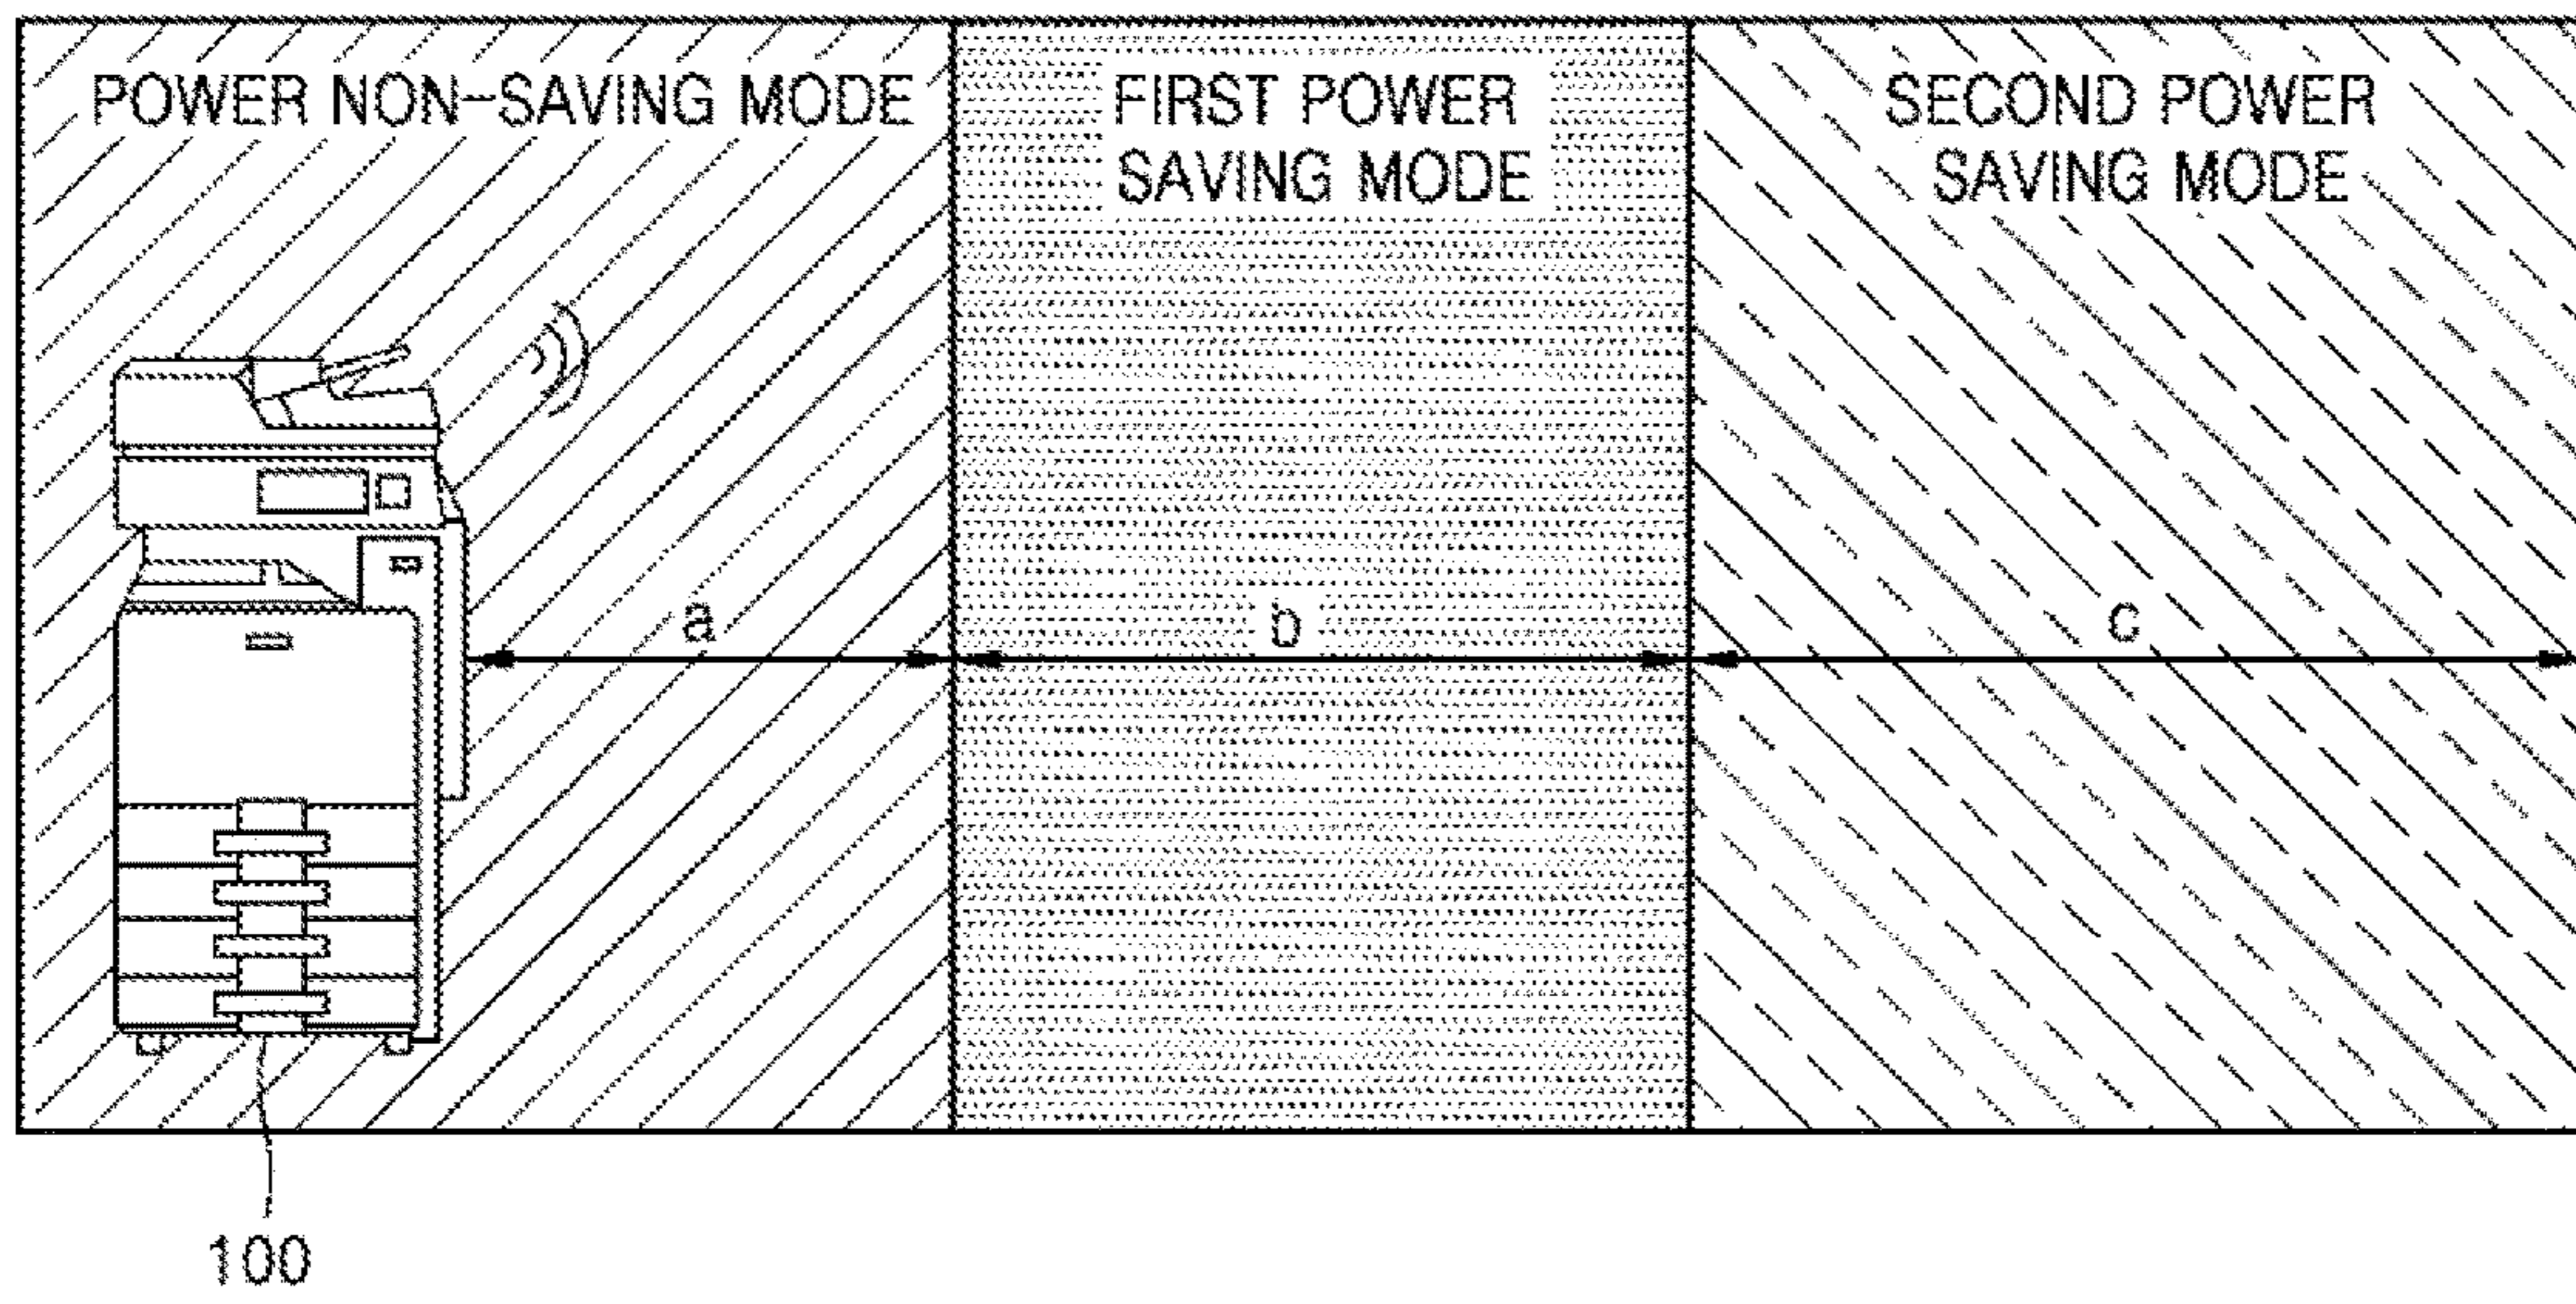 POWER NON-SAVING MODE
FIRST POWER
SAVING MODE
SECOND POWER
SAVING MODE
a
b
c
100